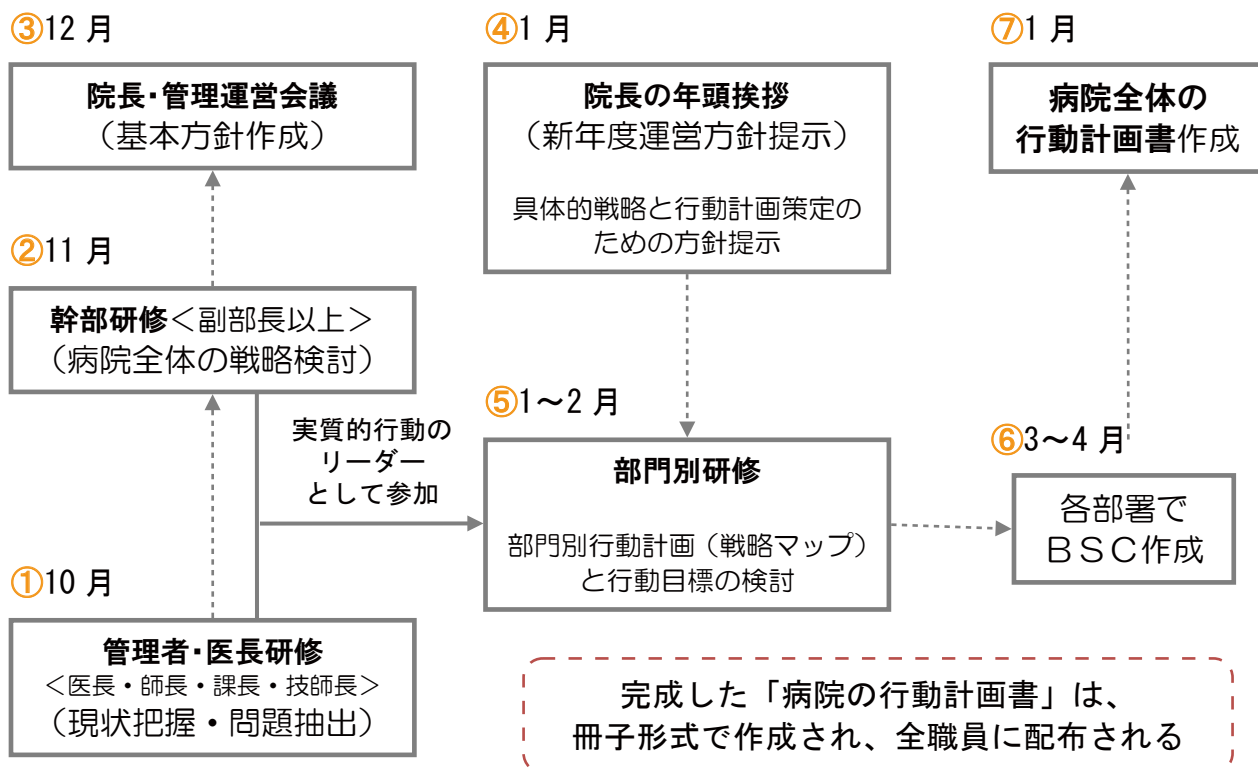 ③12 月
院長・管理運営会議
（基本方針作成）
②11 月
幹部研修＜副部長以上＞
（病院全体の戦略検討）
①10 月
管理者・医長研修
＜医長・師長・課長・技師長＞
（現状把握・問題抽出）
実質的行動の
リーダー
として参加
④1 月
院長の年頭挨拶
（新年度運営方針提示）
具体的戦略と行動計画策定の
ための方針提示
⑤1～2 月
部門別研修
部門別行動計画（戦略マップ）
と行動目標の検討
⑥3～4 月
各部署で
ＢＳＣ作成
⑦1 月
病院全体の
行動計画書作成
完成した「病院の行動計画書」は、
冊子形式で作成され、全職員に配布される